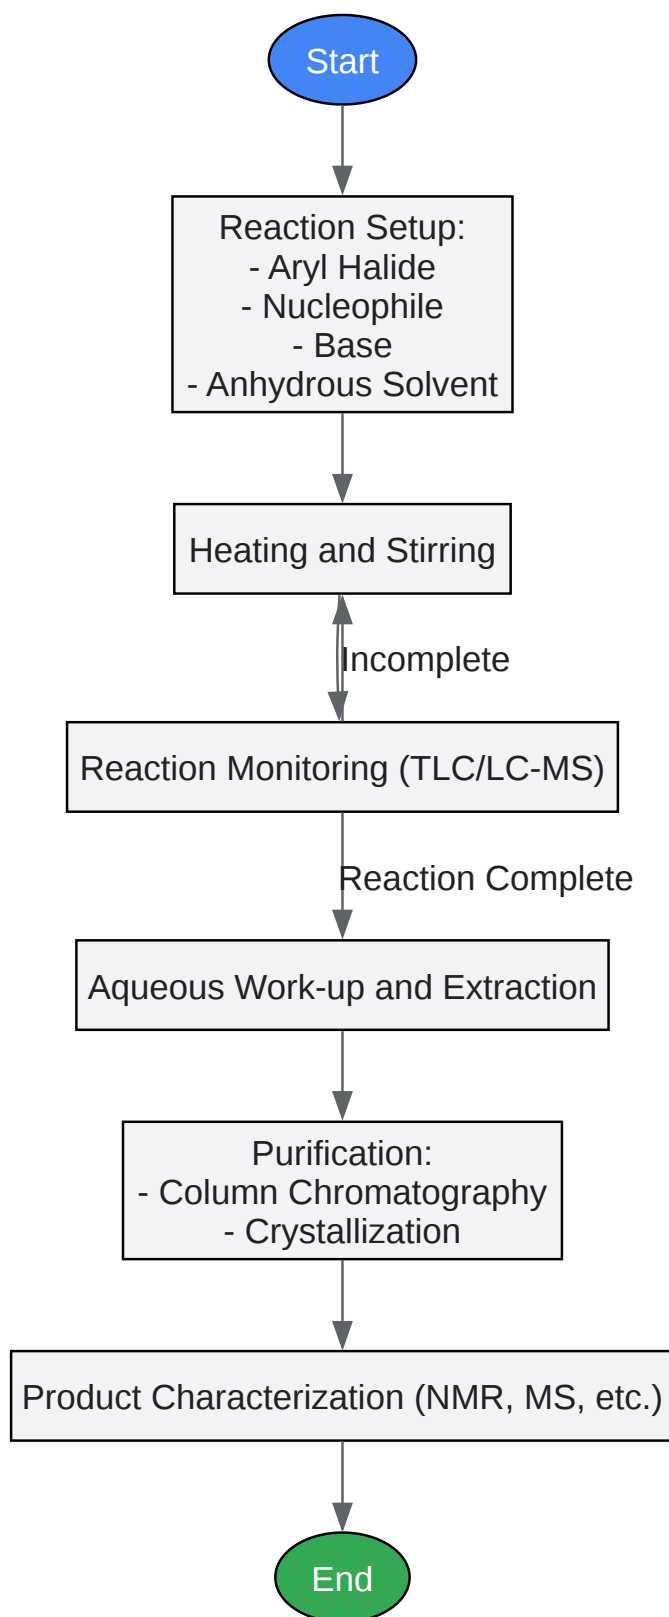 Start
Reaction Setup:
- Aryl Halide
- Nucleophile
- Base
- Anhydrous Solvent
Heating and Stirring
Incomplete
Reaction Monitoring (TLC/LC-MS)
Reaction Complete
Aqueous Work-up and Extraction
Purification:
- Column Chromatography
- Crystallization
Product Characterization (NMR, MS, etc.)
End